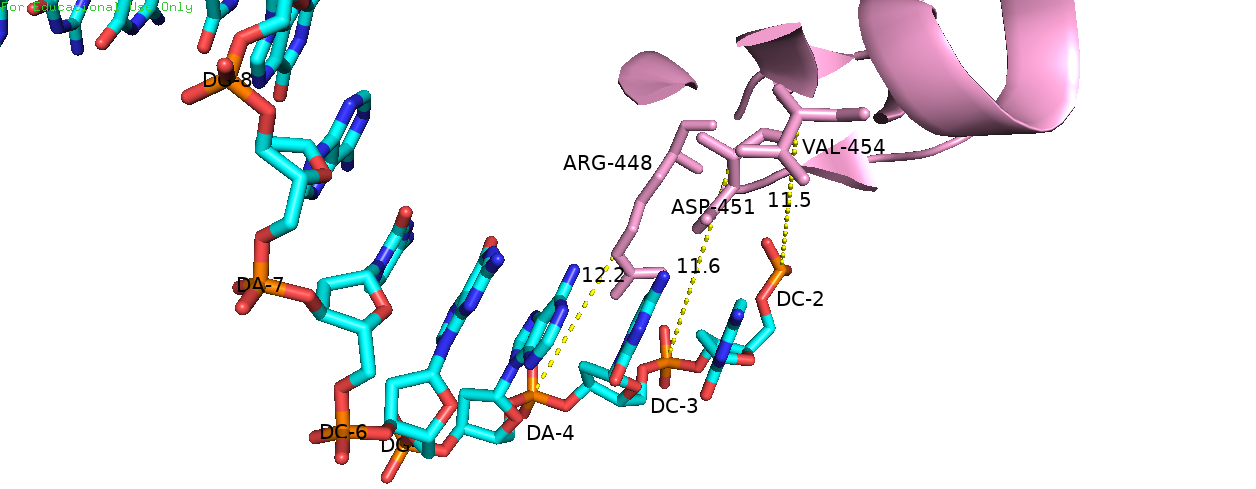 For Educational Use Only
DG-8
VAL-454
ARG-448
ASP-451
11.5
11.6
12.2
DA-7
DC-2
DC-3
DC-6
DA-4
DG-